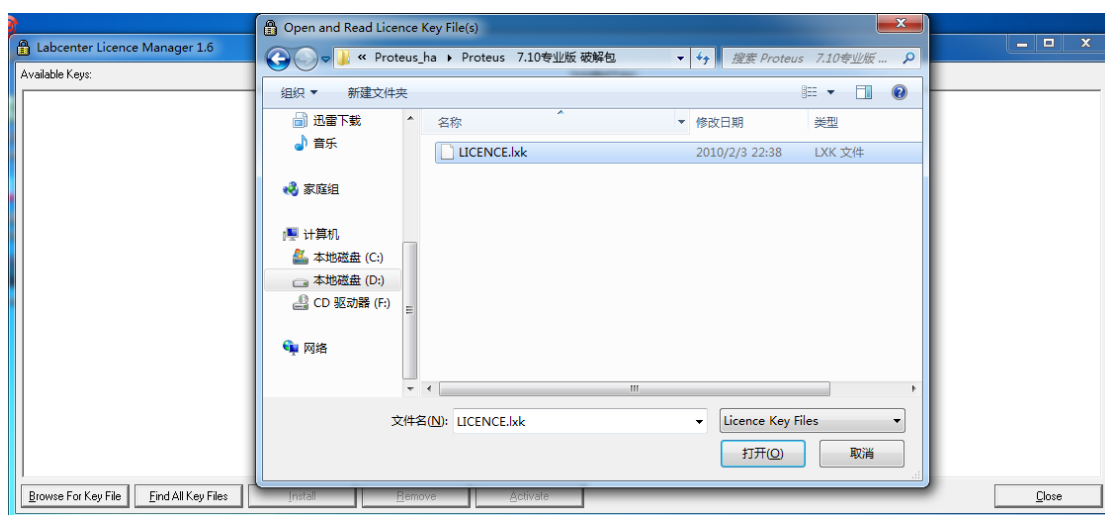 Labcenter Licence Manager 1.6
Available Keys:
Open and Read Licence Key File(s)
« Proteus_ha ▸ Proteus 7.10专业版 破解包
搜索 Proteus 7.10专业版 ...
组织 新建文件夹
名称 修改日期 类型
迅雷下载
音乐
家庭组
计算机
本地磁盘 (C:)
本地磁盘 (D:)
CD 驱动器 (F:)
网络
LICENCE.lxk 2010/2/3 22:38 LXK 文件
文件名(N): LICENCE.lxk Licence Key Files
打开(O) 取消
Browse For Key File Find All Key Files Install Remove Activate Close